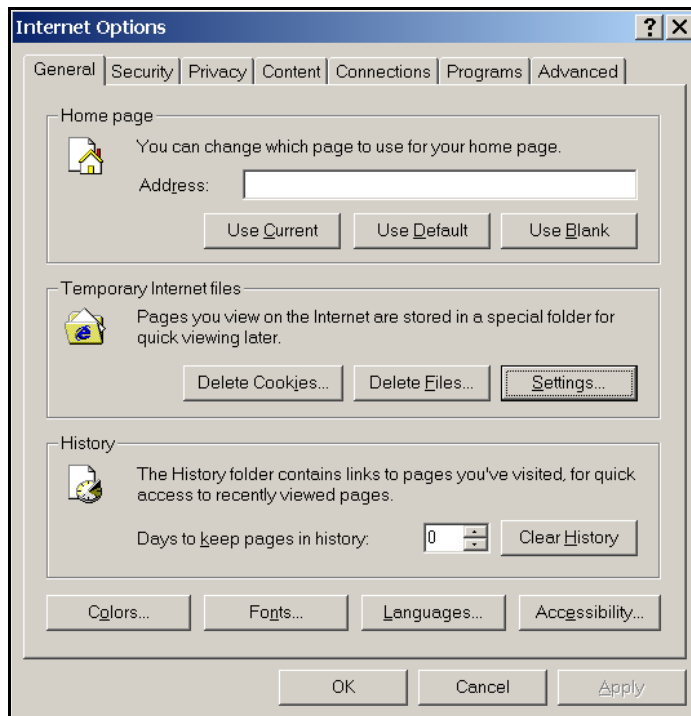 Internet Options
General Security Privacy Content Connections Programs Advanced
Home page
You can change which page to use for your home page.
Address:
Use Current Use Default Use Blank
Temporary Internet files
Pages you view on the Internet are stored in a special folder for
quick viewing later.
Delete Cookies... Delete Files... Settings...
History
The History folder contains links to pages you've visited, for quick
access to recently viewed pages.
Days to keep pages in history: 0 Clear History
Colors... Fonts... Languages... Accessibility...
OK Cancel Apply